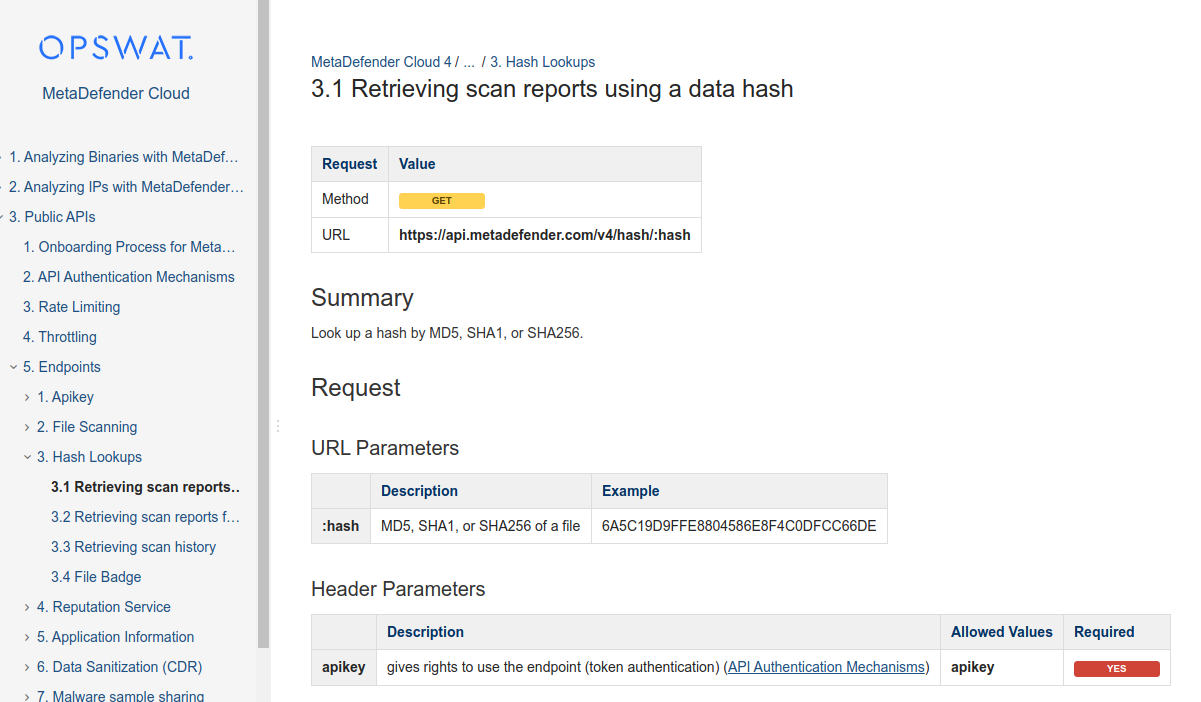 OPSWAT.
MetaDefender Cloud
1. Analyzing Binaries with MetaDef…
2. Analyzing IPs with MetaDefender…
3. Public APIs
1. Onboarding Process for Meta…
2. API Authentication Mechanisms
3. Rate Limiting
4. Throttling
5. Endpoints
1. Apikey
2. File Scanning
3. Hash Lookups
3.1 Retrieving scan reports…
3.2 Retrieving scan reports f…
3.3 Retrieving scan history
3.4 File Badge
4. Reputation Service
5. Application Information
6. Data Sanitization (CDR)
7. Malware sample sharing
MetaDefender Cloud 4 / ... / 3. Hash Lookups
3.1 Retrieving scan reports using a data hash
Request Value
Method GET
URL https://api.metadefender.com/v4/hash/:hash
Summary
Look up a hash by MD5, SHA1, or SHA256.
Request
URL Parameters
Description Example
:hash MD5, SHA1, or SHA256 of a file 6A5C19D9FFE8804586E8F4C0DFCC66DE
Header Parameters
Description Allowed Values Required
apikey gives rights to use the endpoint (token authentication) (API Authentication Mechanisms) apikey YES